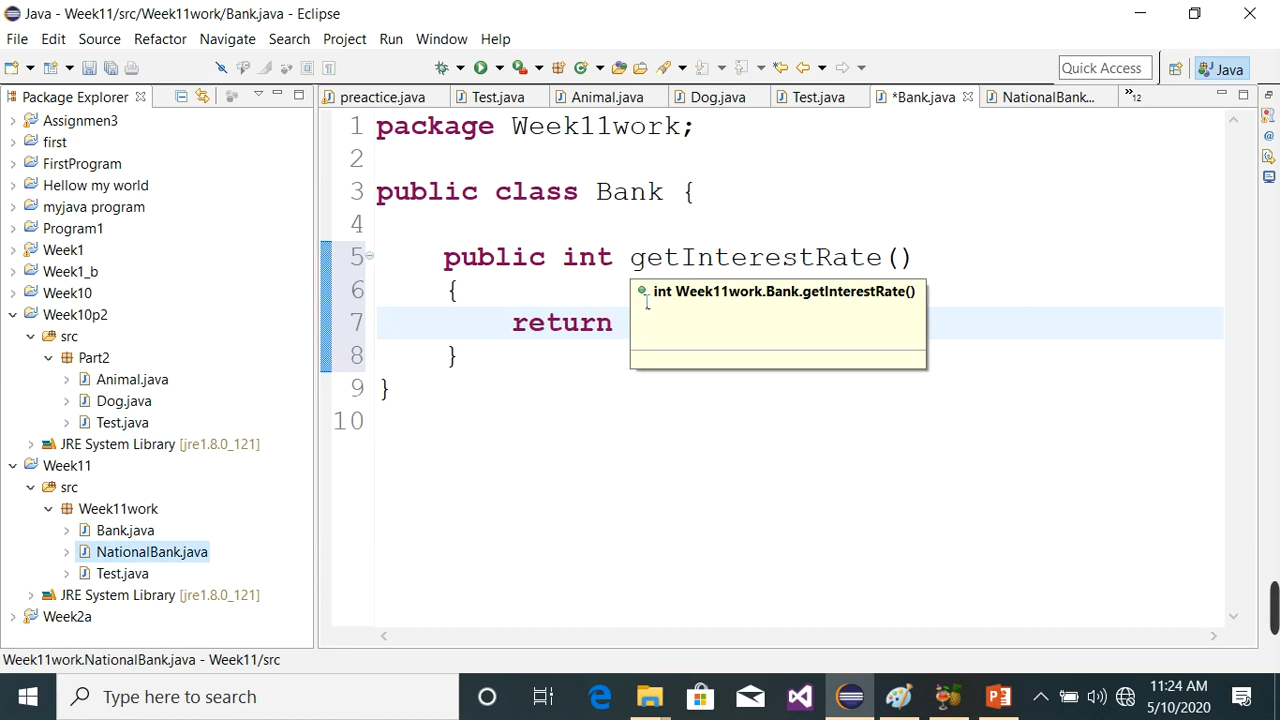 Java - Week11/src/Week11work/Bank.java - Eclipse
File Edit Source Refactor Navigate Search Project Run Window Help
Quick Access Java
Package Explorer
preactice.java Test.java Animal.java Dog.java Test.java *Bank.java NationalBank... »12
Assignmen3
first
FirstProgram
Hellow my world
myjava program
Program1
Week1
Week1_b
Week10
Week10p2
src
Part2
Animal.java
Dog.java
Test.java
JRE System Library [jre1.8.0_121]
Week11
src
Week11work
Bank.java
NationalBank.java
Test.java
JRE System Library [jre1.8.0_121]
Week2a
1 package Week11work;
2
3 public class Bank {
4
5 public int getInterestRate()
6 {
int Week11work.Bank.getInterestRate()
7 return
8 }
9 }
10
Week11work.NationalBank.java - Week11/src
Type here to search
11:24 AM
5/10/2020